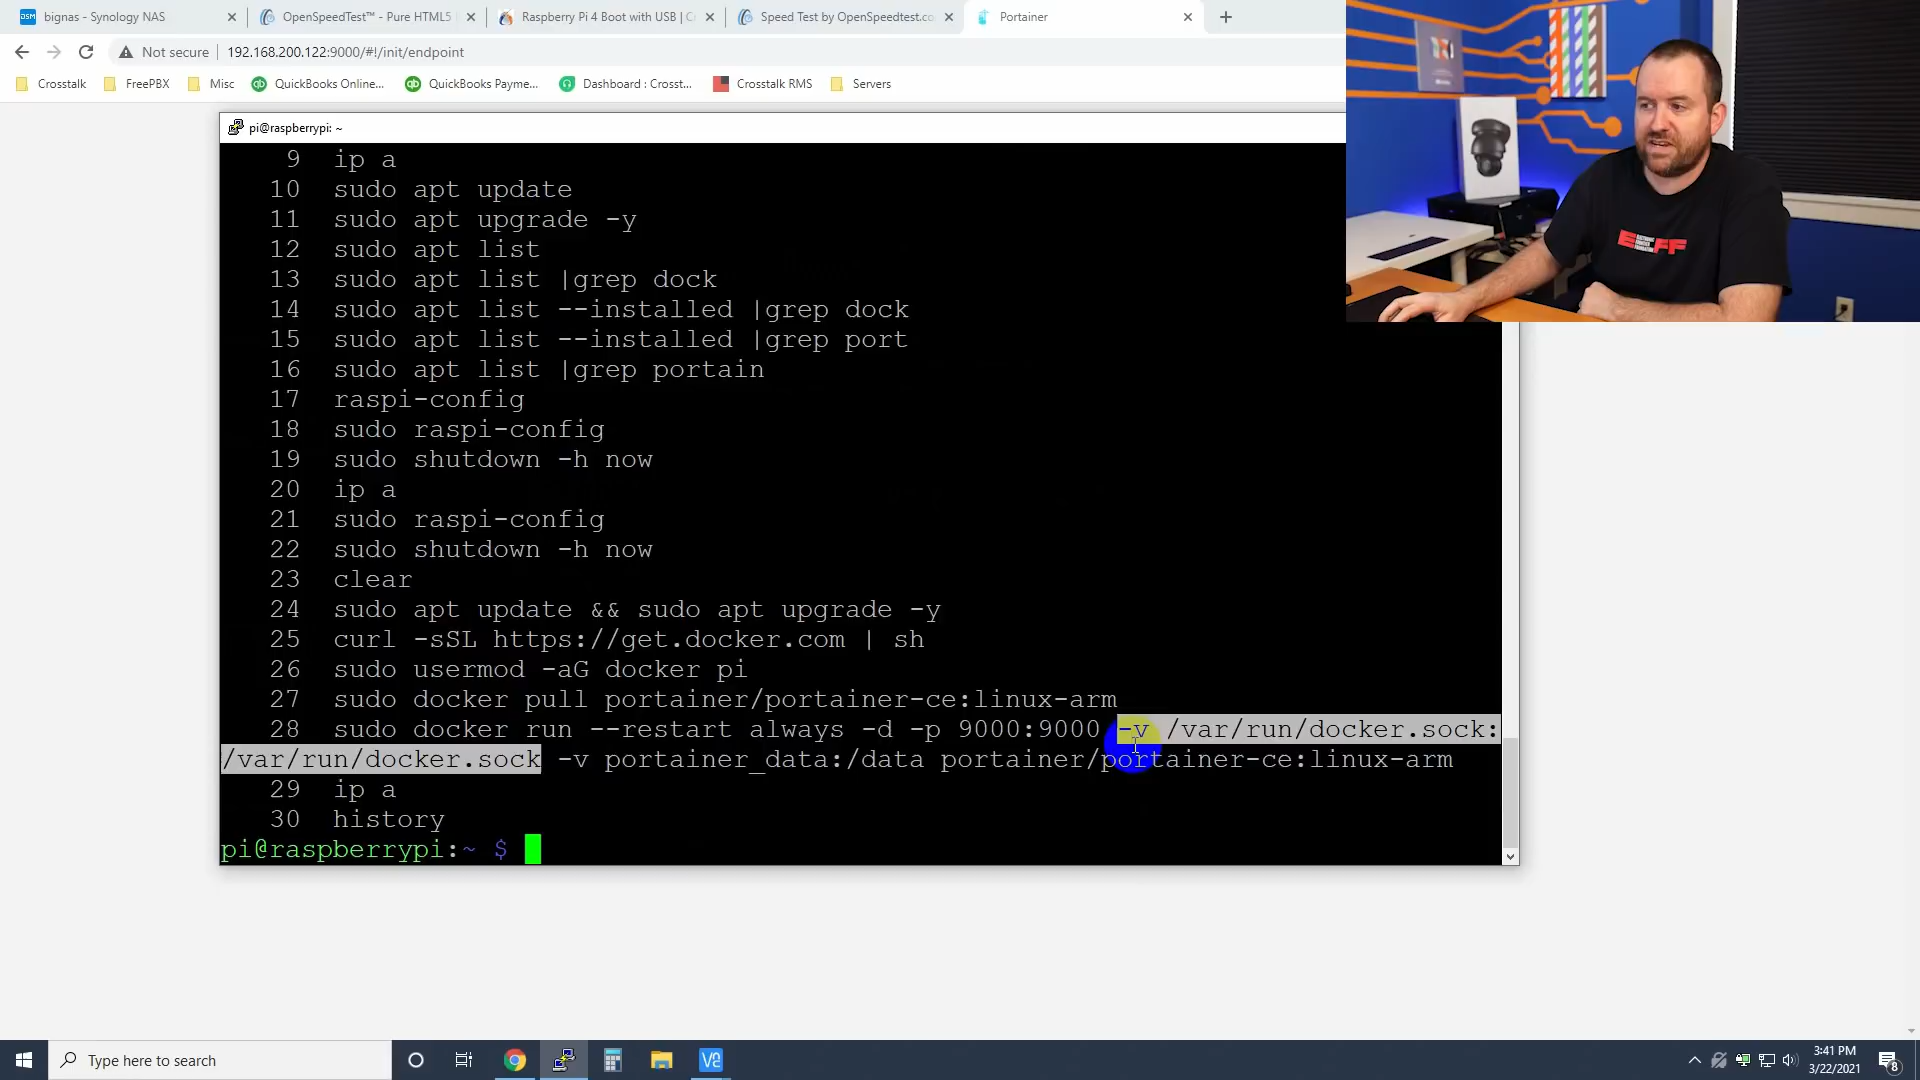 bignas - Synology NAS
OpenSpeedTest™ - Pure HTML5
Raspberry Pi 4 Boot with USB | C
Speed Test by OpenSpeedtest.co
Portainer
Not secure
192.168.200.122:9000/#!/init/endpoint
Crosstalk
FreePBX
Misc
QuickBooks Online...
QuickBooks Payme...
Dashboard : Crosst...
Crosstalk RMS
Servers
pi@raspberrypi: ~
9 ip a
10 sudo apt update
11 sudo apt upgrade -y
12 sudo apt list
13 sudo apt list |grep dock
14 sudo apt list --installed |grep dock
15 sudo apt list --installed |grep port
16 sudo apt list |grep portain
17 raspi-config
18 sudo raspi-config
19 sudo shutdown -h now
20 ip a
21 sudo raspi-config
22 sudo shutdown -h now
23 clear
24 sudo apt update && sudo apt upgrade -y
25 curl -sSL https://get.docker.com | sh
26 sudo usermod -aG docker pi
27 sudo docker pull portainer/portainer-ce:linux-arm
28 sudo docker run --restart always -d -p 9000:9000 -v /var/run/docker.sock:
/var/run/docker.sock -v portainer_data:/data portainer/portainer-ce:linux-arm
29 ip a
30 history
pi@raspberrypi:~ $
EFF
Type here to search
3:41 PM
3/22/2021
8